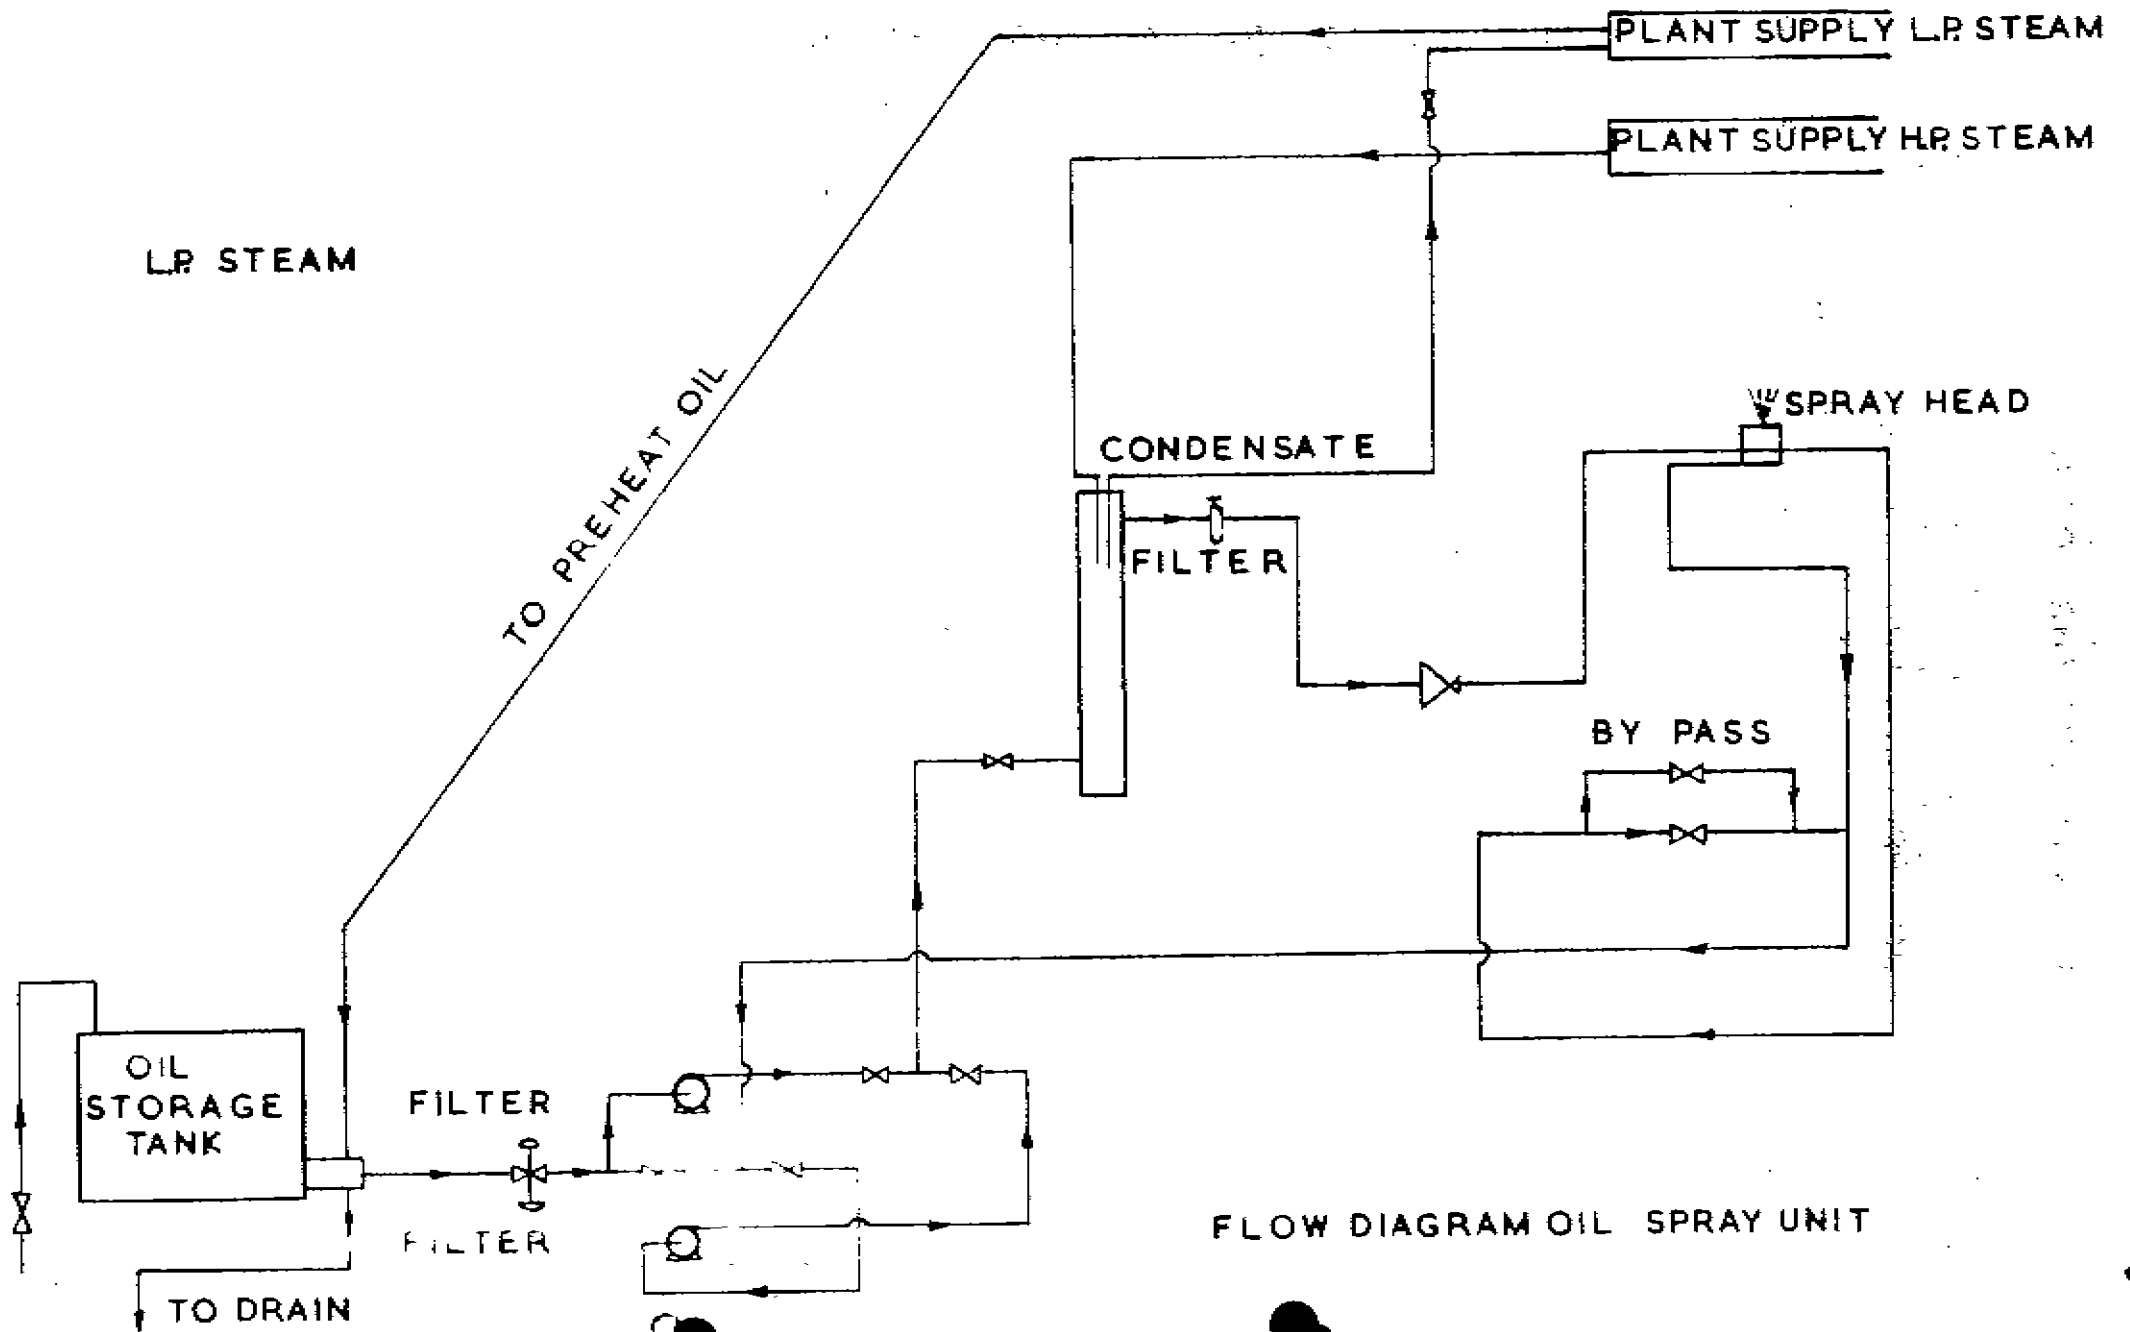 PLANT SUPPLY L.P. STEAM
PLANT SUPPLY H.P. STEAM
L.P. STEAM
TO PREHEAT OIL
SPRAY HEAD
CONDENSATE
FILTER
BY PASS
OIL
STORAGE
TANK
FILTER
FILTER
FLOW DIAGRAM OIL SPRAY UNIT
TO DRAIN